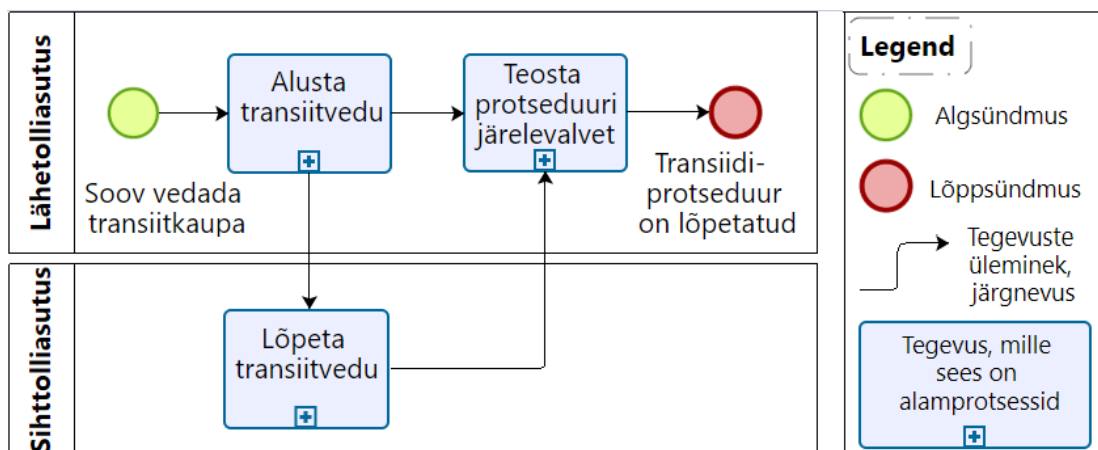 Lähetolliasutus
Alusta
transiitvedu
Teosta
protseduuri
järelevalvet
Soov vedada
transiitkaupa
Transiidi-
protseduur
on lõpetatud
Sihttolliasutus
Lõpeta
transiitvedu
Legend
Algsündmus
Lõppsündmus
Tegevuste
üleminek,
järgnevus
Tegevus, mille
sees on
alamprotsessid